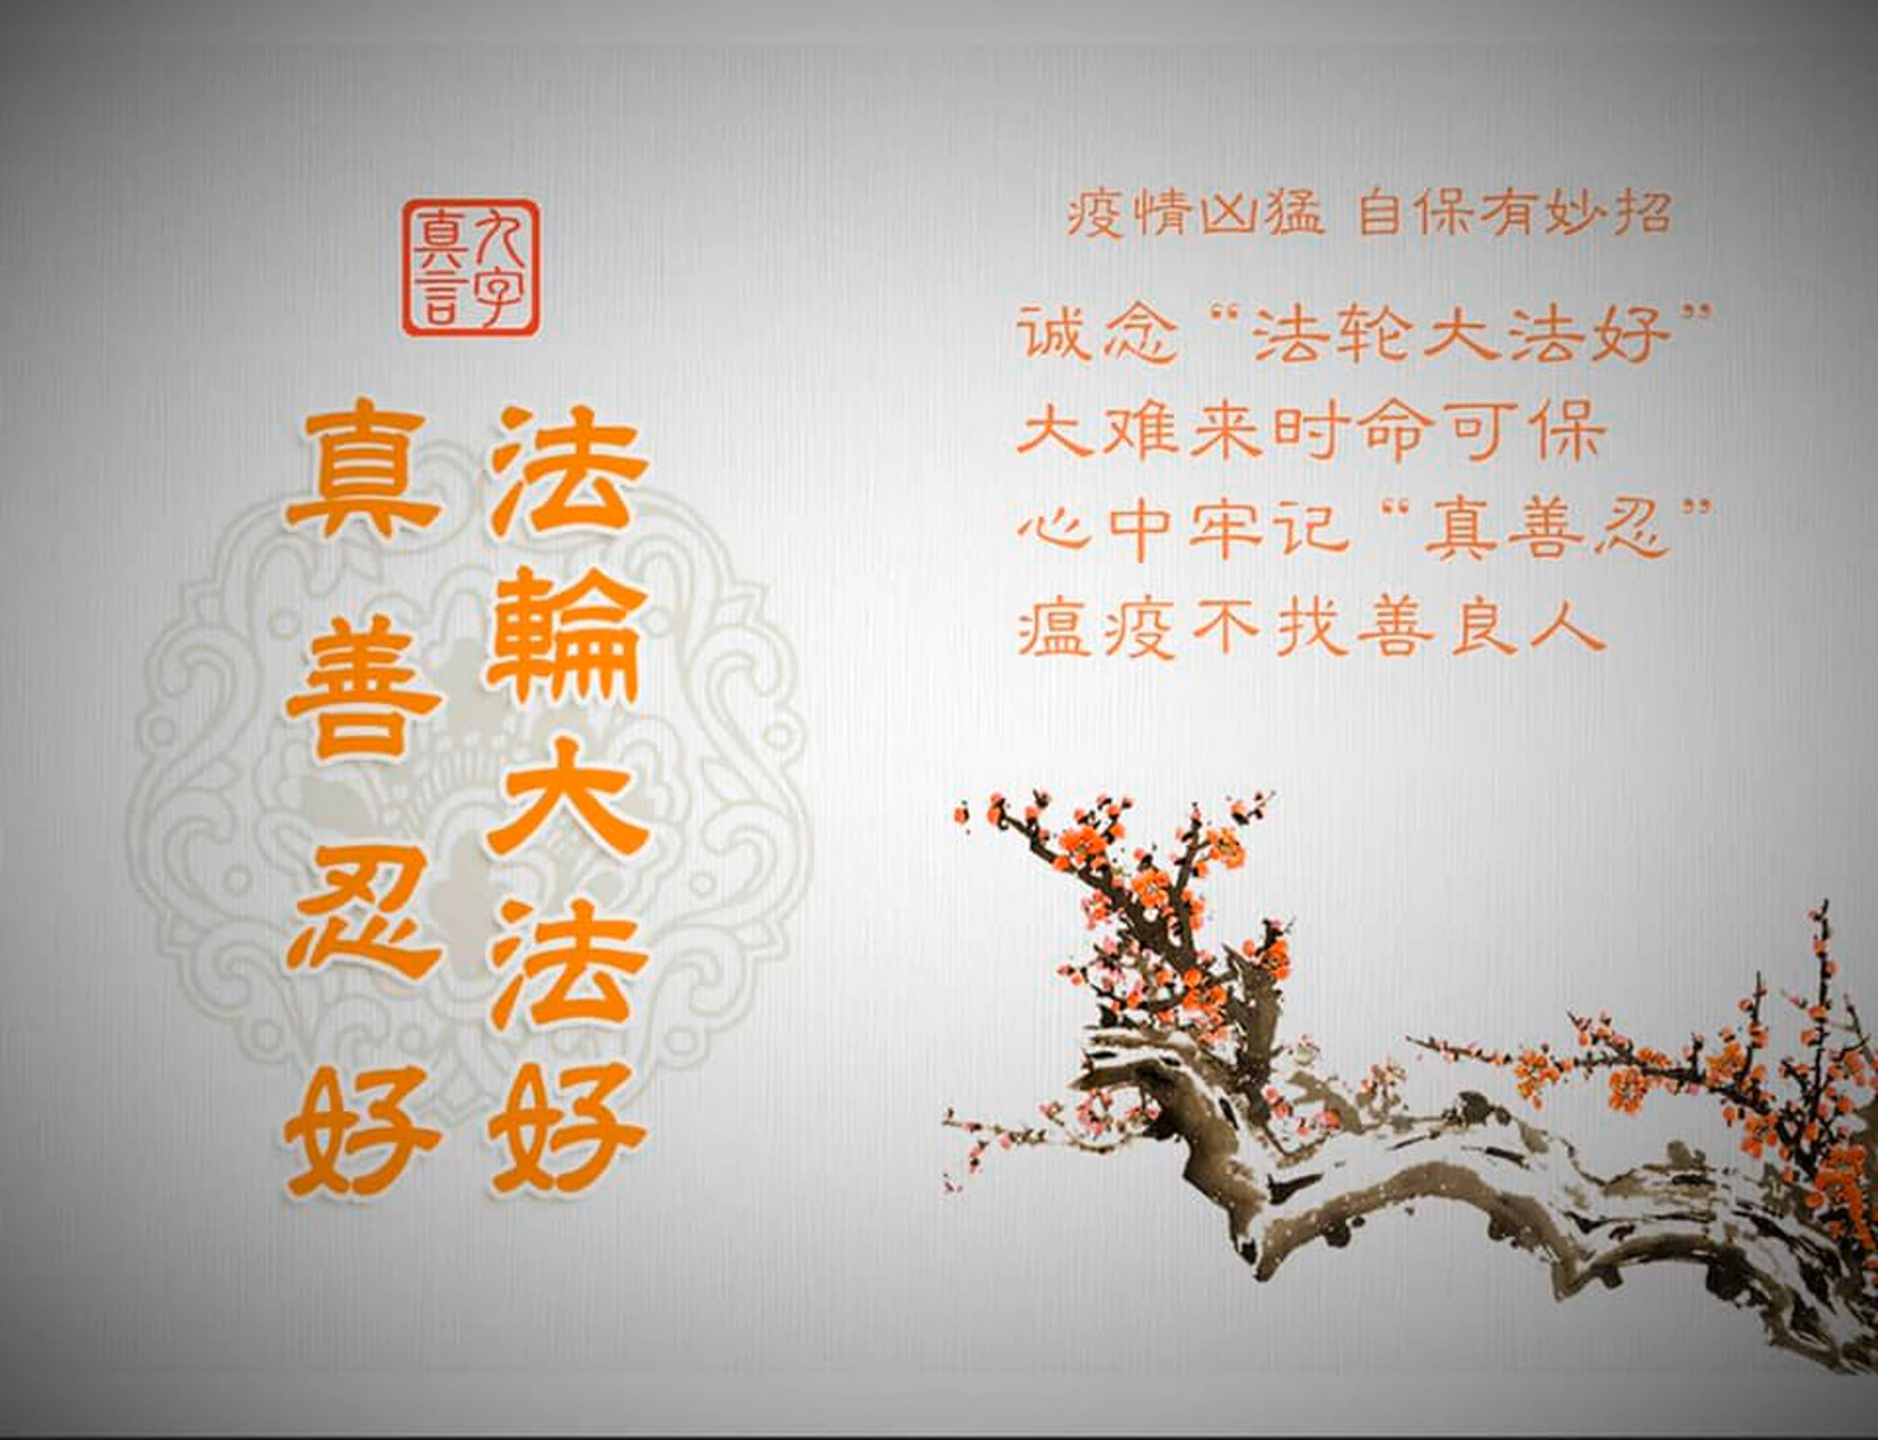 九字
真言
法輪大法好
真善忍好
疫情凶猛 自保有妙招
诚念“法轮大法好”
大难来时命可保
心中牢记“真善忍”
瘟疫不找善良人